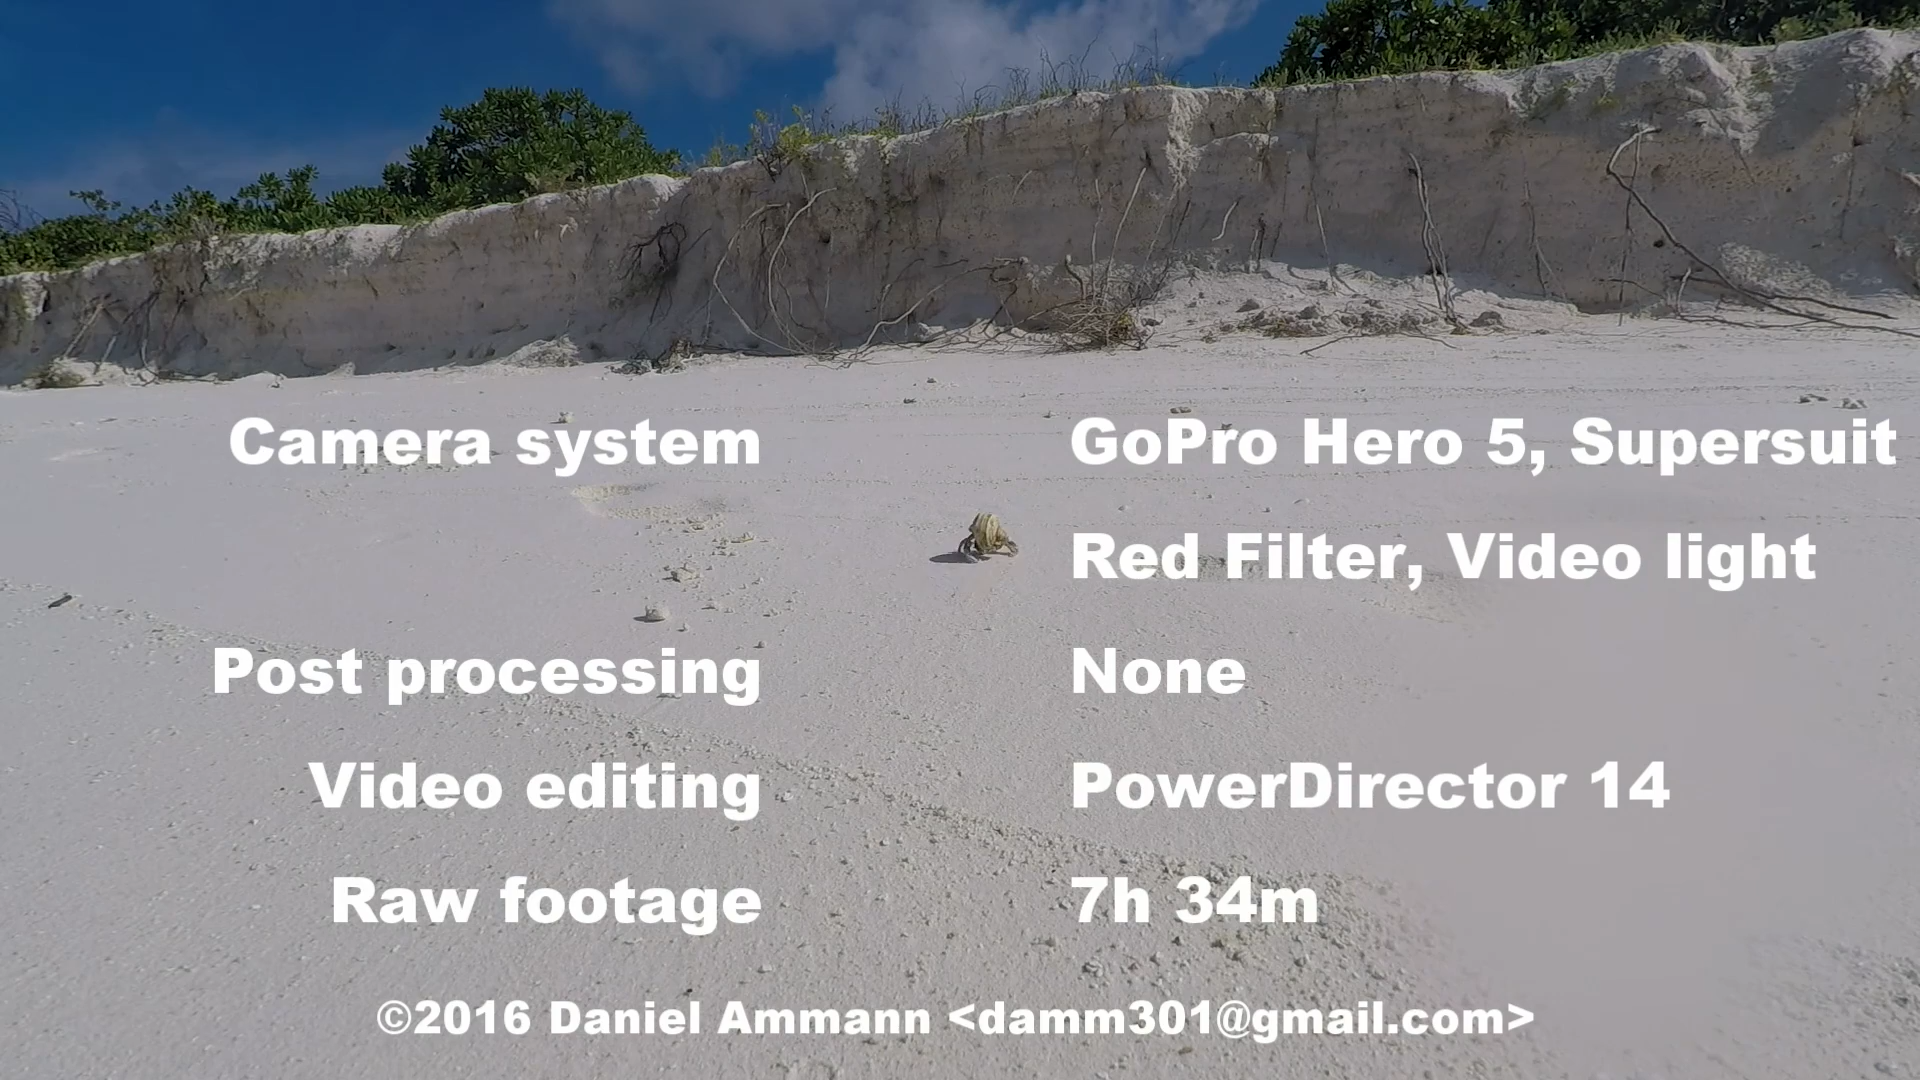 Camera system GoPro Hero 5, Supersuit
Red Filter, Video light
Post processing None
Video editing PowerDirector 14
Raw footage 7h 34m
©2016 Daniel Ammann <damm301@gmail.com>